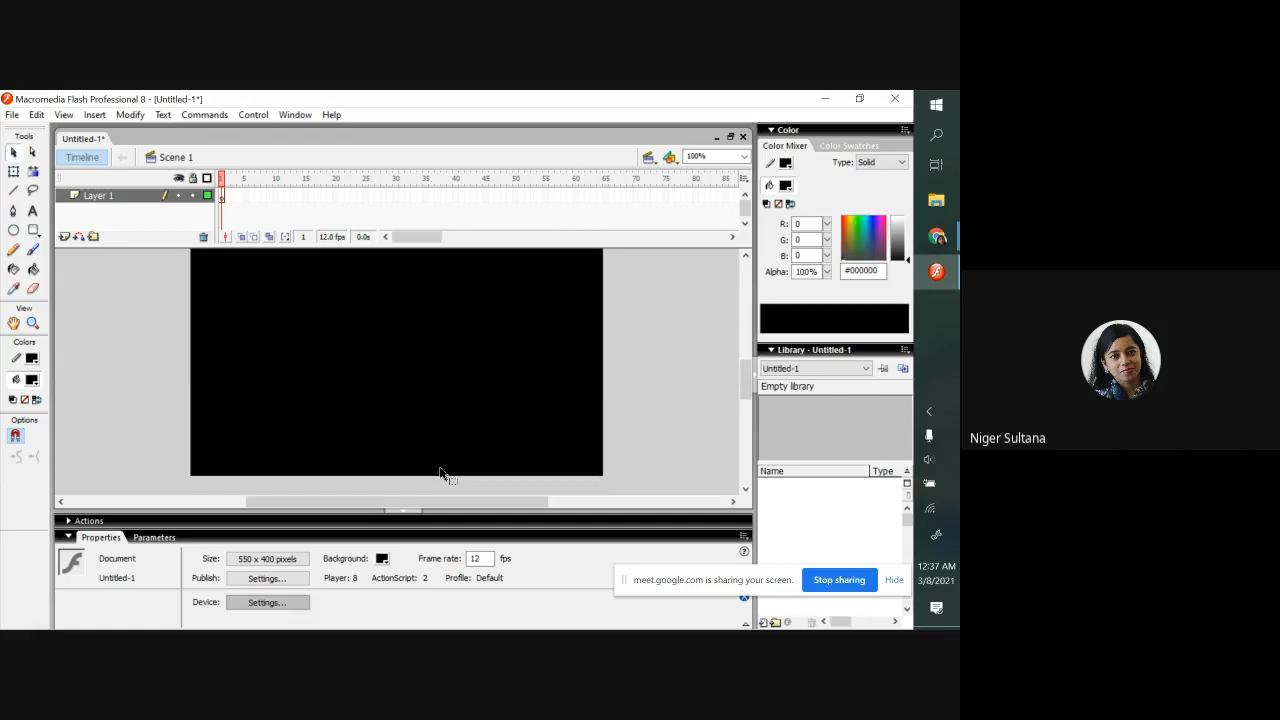 Macromedia Flash Professional 8 - [Untitled-1*]
File Edit View Insert Modify Text Commands Control Window Help
Tools
Untitled-1*
Timeline
Scene 1
100%
1 5 10 15 20 25 30 35 40 45 50 55 60 65 70 75 80 85
Layer 1
1 12.0 fps 0.0s
View
Colors
Options
Color
Color Mixer Color Swatches
Type: Solid
R: 0
G: 0
B: 0
Alpha: 100% #000000
Library - Untitled-1
Untitled-1
Empty library
Name Type
Actions
Properties Parameters
Document
Untitled-1
Size: 550 x 400 pixels Background: Frame rate: 12 fps
Publish: Settings... Player: 8 ActionScript: 2 Profile: Default
Device: Settings...
meet.google.com is sharing your screen. Stop sharing Hide
12:37 AM
3/8/2021
Niger Sultana